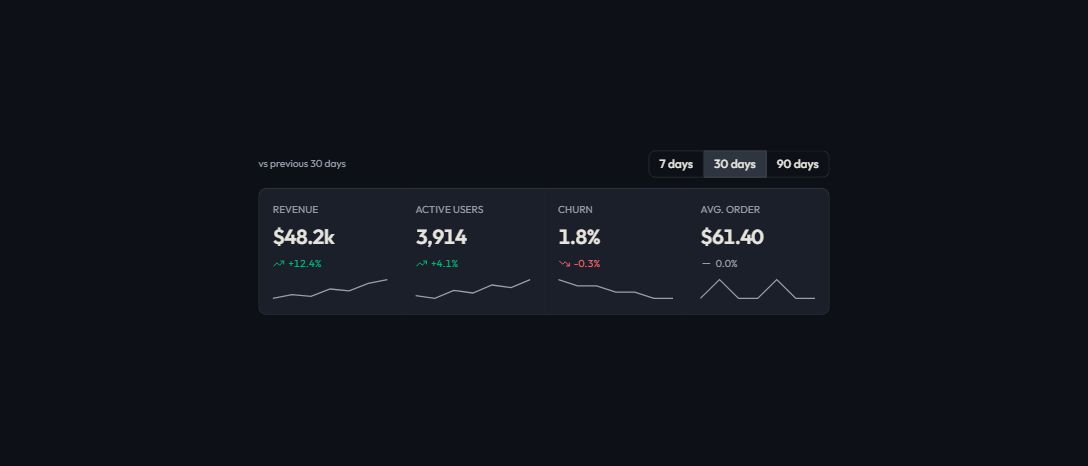 vs previous 30 days
7 days 30 days 90 days
REVENUE
$48.2k
+12.4%
ACTIVE USERS
3,914
+4.1%
CHURN
1.8%
-0.3%
AVG. ORDER
$61.40
0.0%